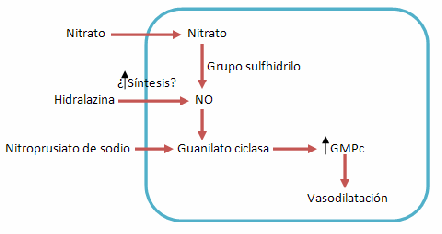 Nitrato Nitrato
Grupo sulfhidrilo
¿ Síntesis?
Hidralazina NO
Nitroprusiato de sodio Guanilato ciclasa GMPc
Vasodilatación